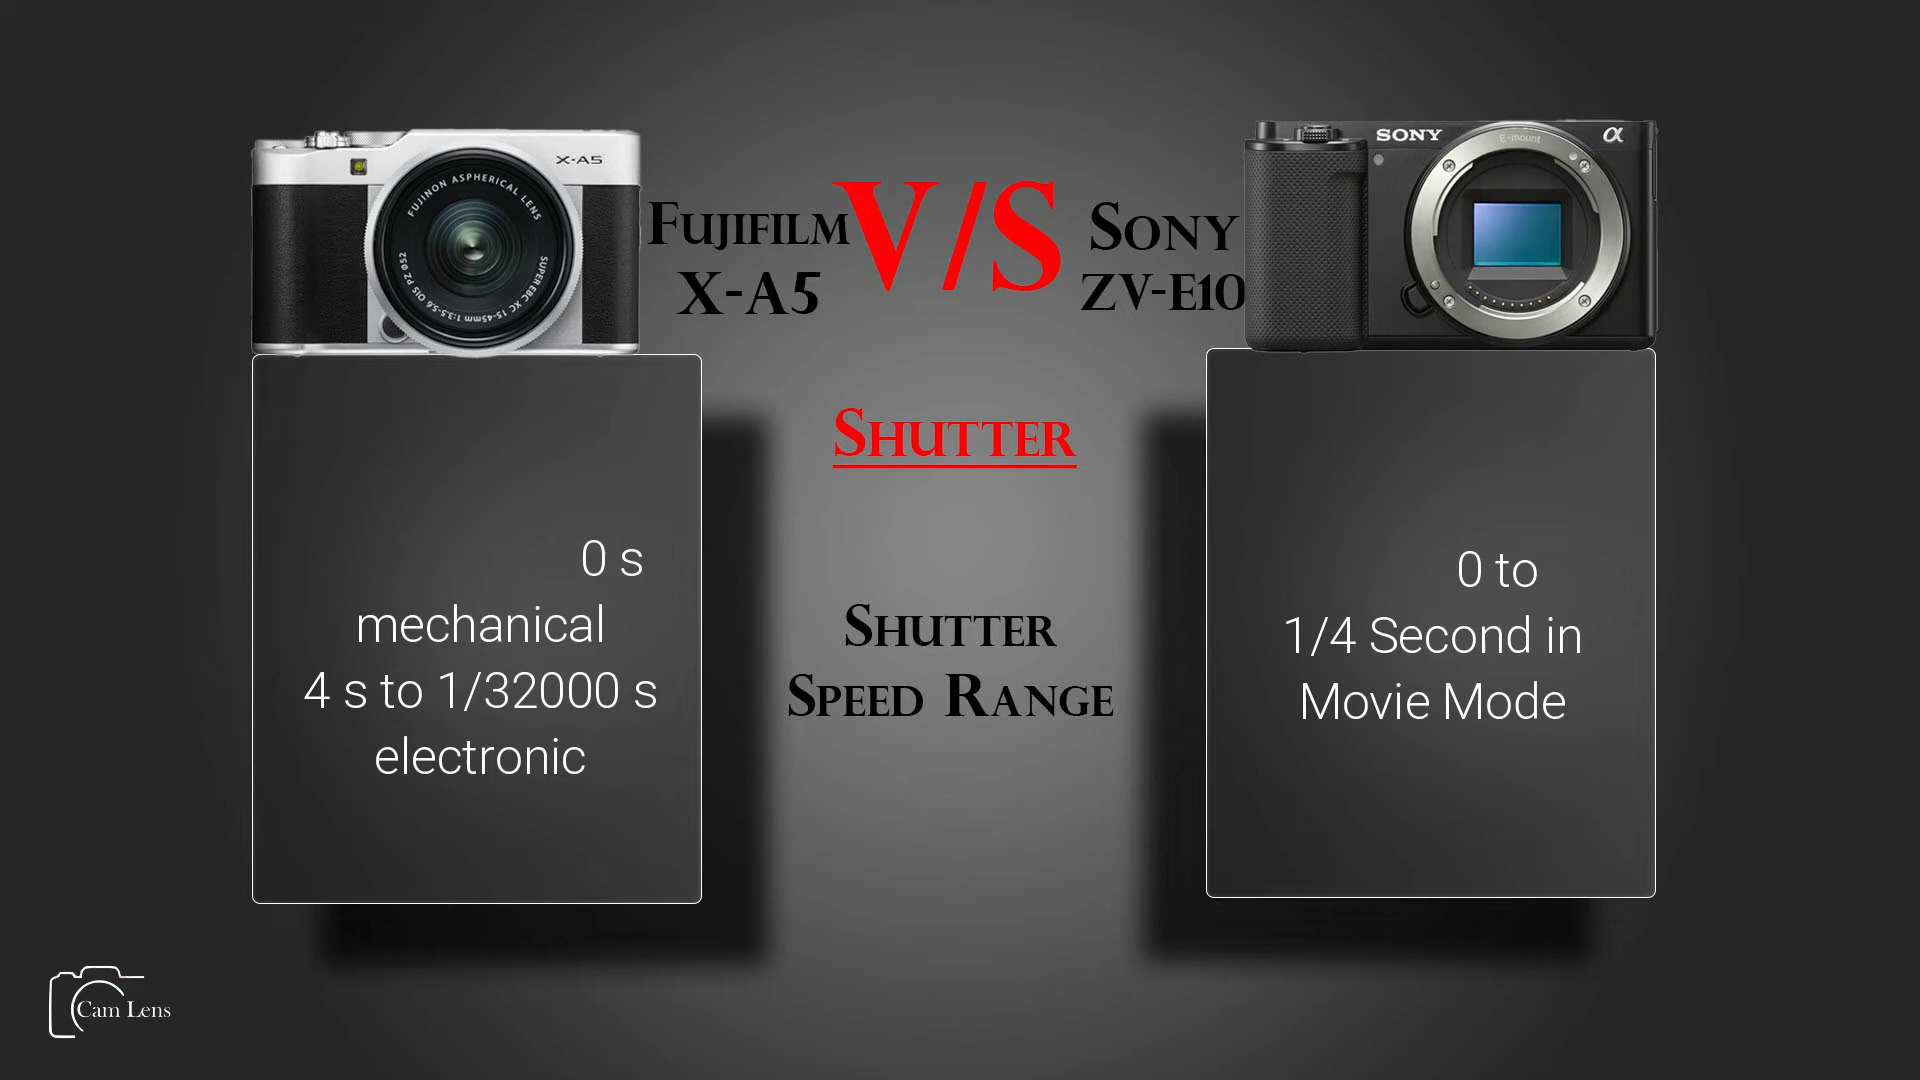 X-A5
FUJINON ASPHERICAL LENS
SUPER EBC XC 15-45mm 1:3.5-5.6 OIS PZ ø52
FUJIFILM
X-A5
V/S
SONY
ZV-E10
SONY
α
E-mount
SHUTTER
0 s
mechanical
4 s to 1/32000 s
electronic
SHUTTER
SPEED RANGE
0 to
1/4 Second in
Movie Mode
Cam Lens